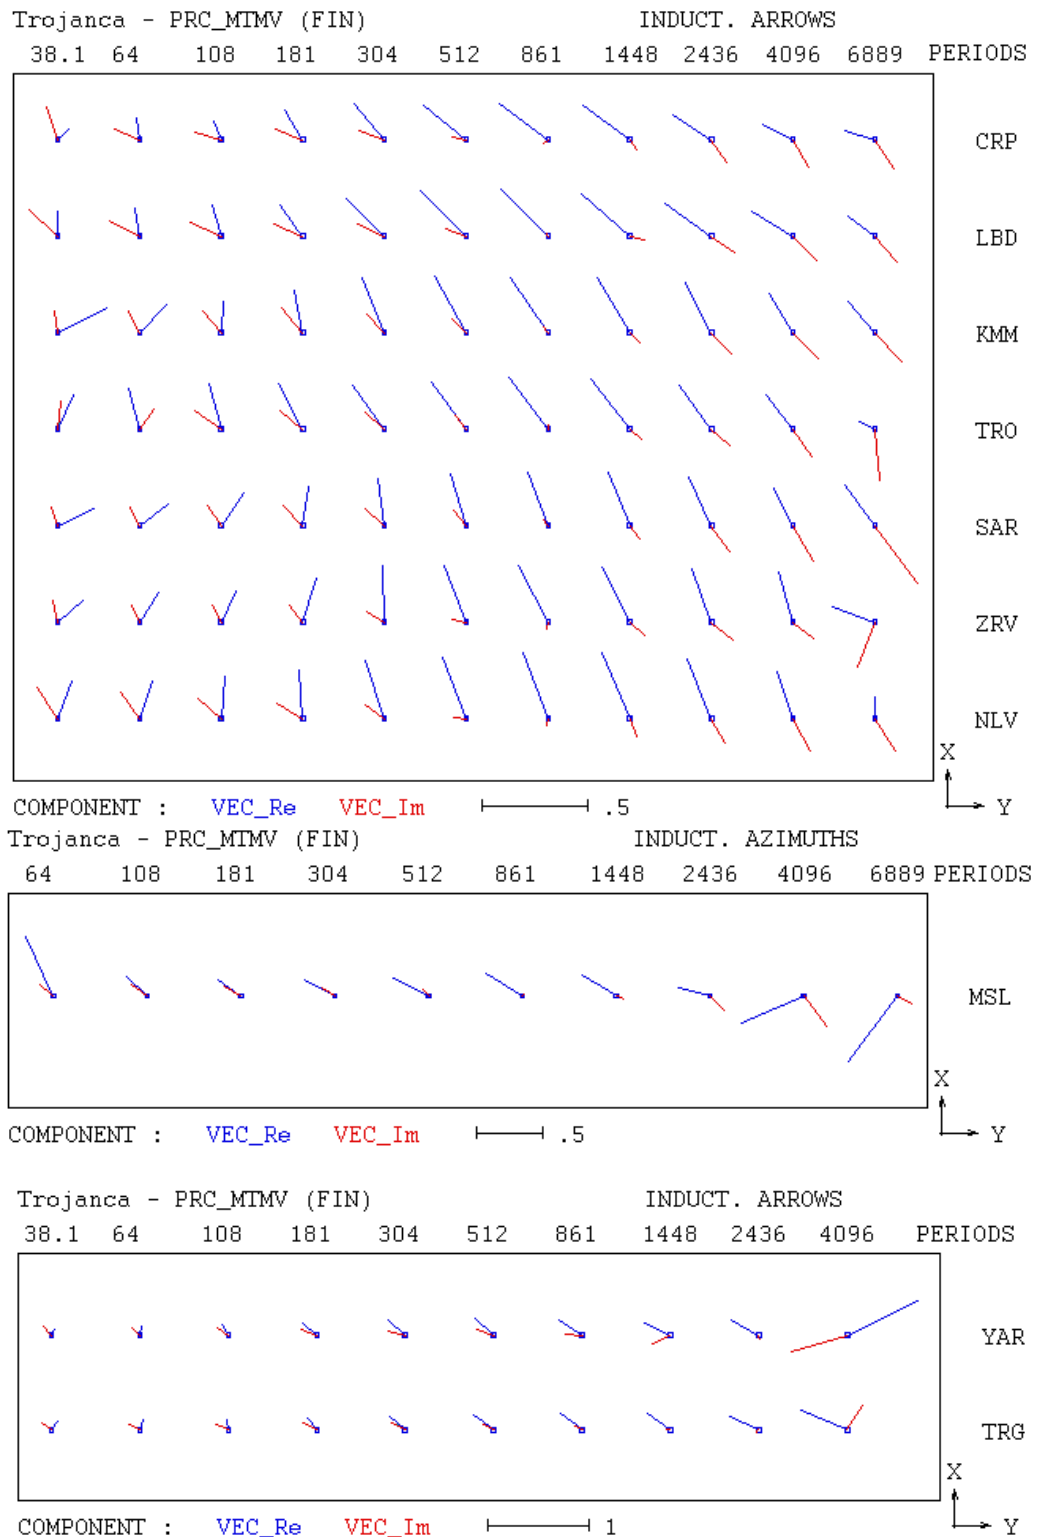 Trojanca - PRC_MTMV (FIN) INDUCT. ARROWS
38.1 64 108 181 304 512 861 1448 2436 4096 6889 PERIODS
CRP
LBD
KMM
TRO
SAR
ZRV
NLV
X
COMPONENT : VEC_Re VEC_Im .5 Y
Trojanca - PRC_MTMV (FIN) INDUCT. AZIMUTHS
64 108 181 304 512 861 1448 2436 4096 6889 PERIODS
MSL
X
COMPONENT : VEC_Re VEC_Im .5 Y
Trojanca - PRC_MTMV (FIN) INDUCT. ARROWS
38.1 64 108 181 304 512 861 1448 2436 4096 PERIODS
YAR
TRG
X
COMPONENT : VEC_Re VEC_Im 1 Y